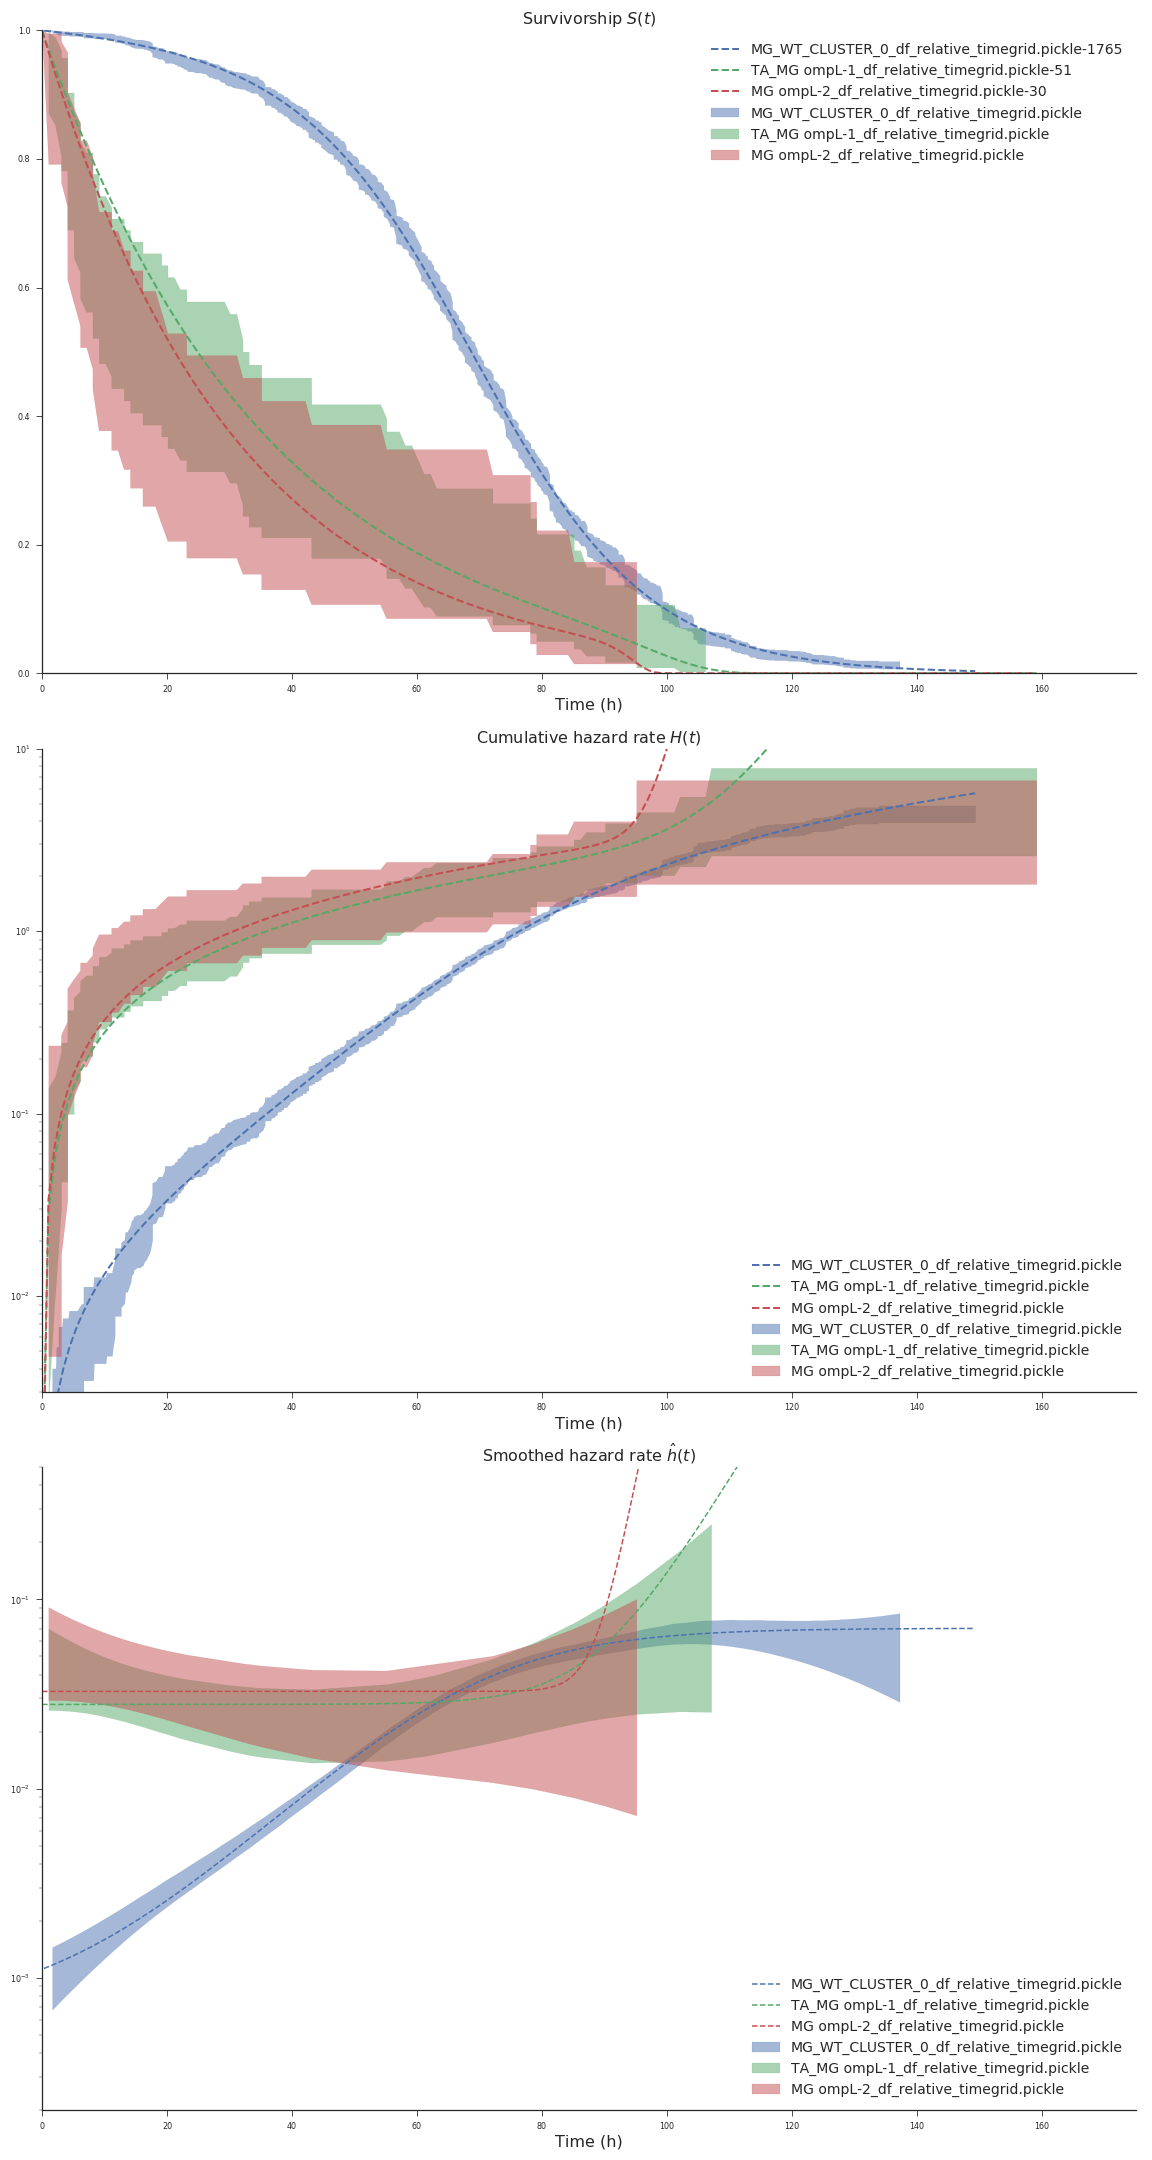 Survivorship S(t)
1.0
0.8
0.6
0.4
0.2
0.0
MG_WT_CLUSTER_0_df_relative_timegrid.pickle-1765
TA_MG ompL-1_df_relative_timegrid.pickle-51
MG ompL-2_df_relative_timegrid.pickle-30
MG_WT_CLUSTER_0_df_relative_timegrid.pickle
TA_MG ompL-1_df_relative_timegrid.pickle
MG ompL-2_df_relative_timegrid.pickle
0 20 40 60 80 100 120 140 160
Time (h)
Cumulative hazard rate H(t)
10¹
10⁰
10⁻¹
10⁻²
MG_WT_CLUSTER_0_df_relative_timegrid.pickle
TA_MG ompL-1_df_relative_timegrid.pickle
MG ompL-2_df_relative_timegrid.pickle
MG_WT_CLUSTER_0_df_relative_timegrid.pickle
TA_MG ompL-1_df_relative_timegrid.pickle
MG ompL-2_df_relative_timegrid.pickle
0 20 40 60 80 100 120 140 160
Time (h)
Smoothed hazard rate ĥ(t)
10⁻¹
10⁻²
10⁻³
MG_WT_CLUSTER_0_df_relative_timegrid.pickle
TA_MG ompL-1_df_relative_timegrid.pickle
MG ompL-2_df_relative_timegrid.pickle
MG_WT_CLUSTER_0_df_relative_timegrid.pickle
TA_MG ompL-1_df_relative_timegrid.pickle
MG ompL-2_df_relative_timegrid.pickle
0 20 40 60 80 100 120 140 160
Time (h)